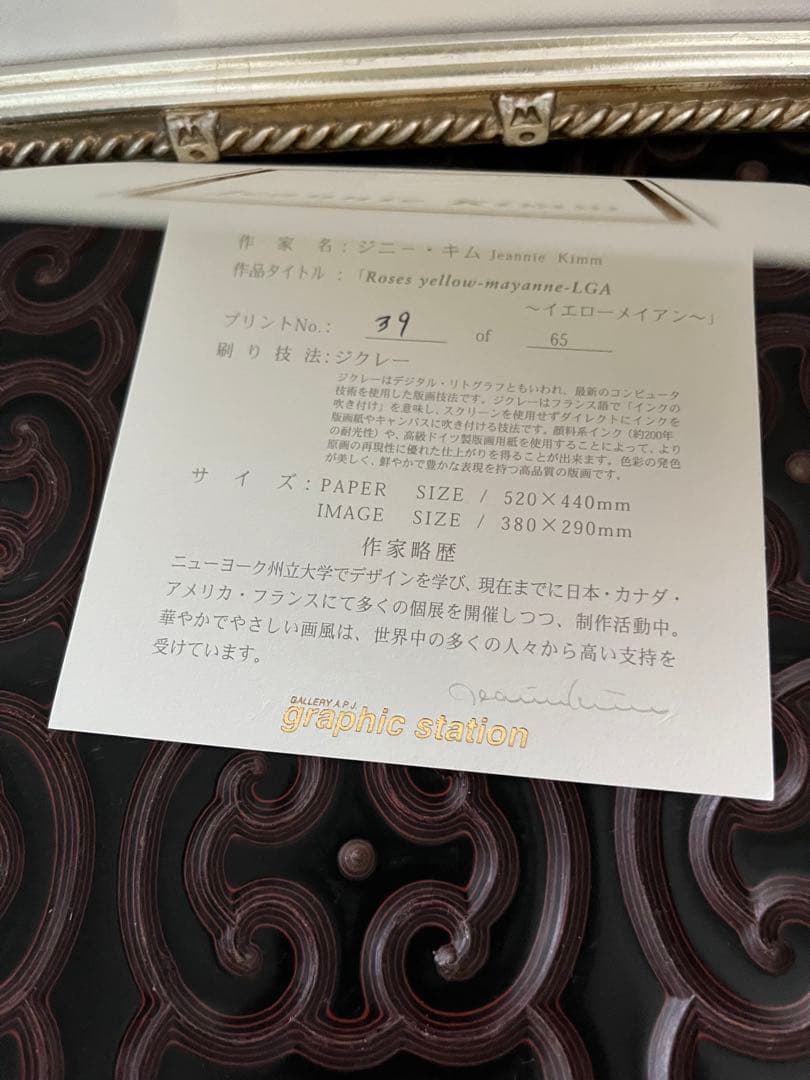 作家名：ジニー・キム Jeannie Kimm
作品タイトル：「Roses yellow-mayanne-LGA
～イエローメイアン～」
プリントNo.： 39 of 65
刷り技法：ジクレー
ジクレーはデジタル・リトグラフともいわれ、最新のコンピュータ
技術を使用した版画技法です。ジクレーはフランス語で「インクの
吹き付け」を意味し、スクリーンを使用せずダイレクトにインクを
版画紙やキャンバスに吹き付ける技法です。顔料系インク（約200年
の耐光性）や、高級ドイツ製版画用紙を使用することによって、より
原画の再現性に優れた仕上がりを得ることが出来ます。色彩の発色
が美しく、鮮やかで豊かな表現を持つ高品質の版画です。
サイズ：PAPER SIZE / 520×440mm
IMAGE SIZE / 380×290mm
作家略歴
ニューヨーク州立大学でデザインを学び、現在までに日本・カナダ・
アメリカ・フランスにて多くの個展を開催しつつ、制作活動中。
華やかでやさしい画風は、世界中の多くの人々から高い支持を
受けています。
GALLERY A.P.J.
graphic station